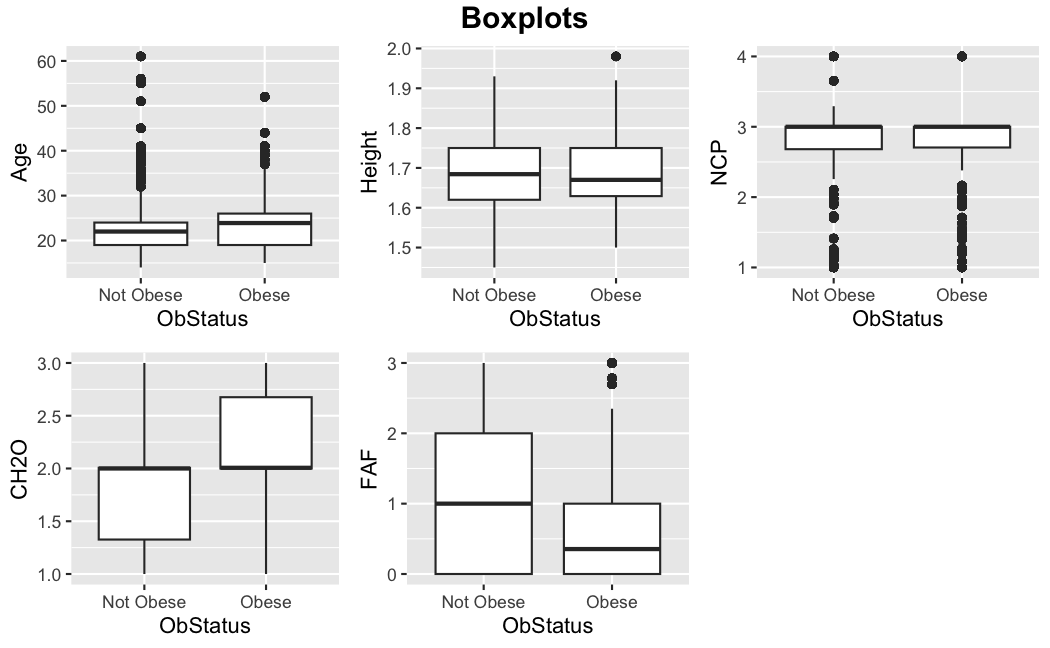 Boxplots
Age
60
50
40
30
20
Not Obese
Obese
ObStatus
Height
2.0
1.9
1.8
1.7
1.6
1.5
Not Obese
Obese
ObStatus
NCP
4
3
2
1
Not Obese
Obese
ObStatus
CH2O
3.0
2.5
2.0
1.5
1.0
Not Obese
Obese
ObStatus
FAF
3
2
1
0
Not Obese
Obese
ObStatus